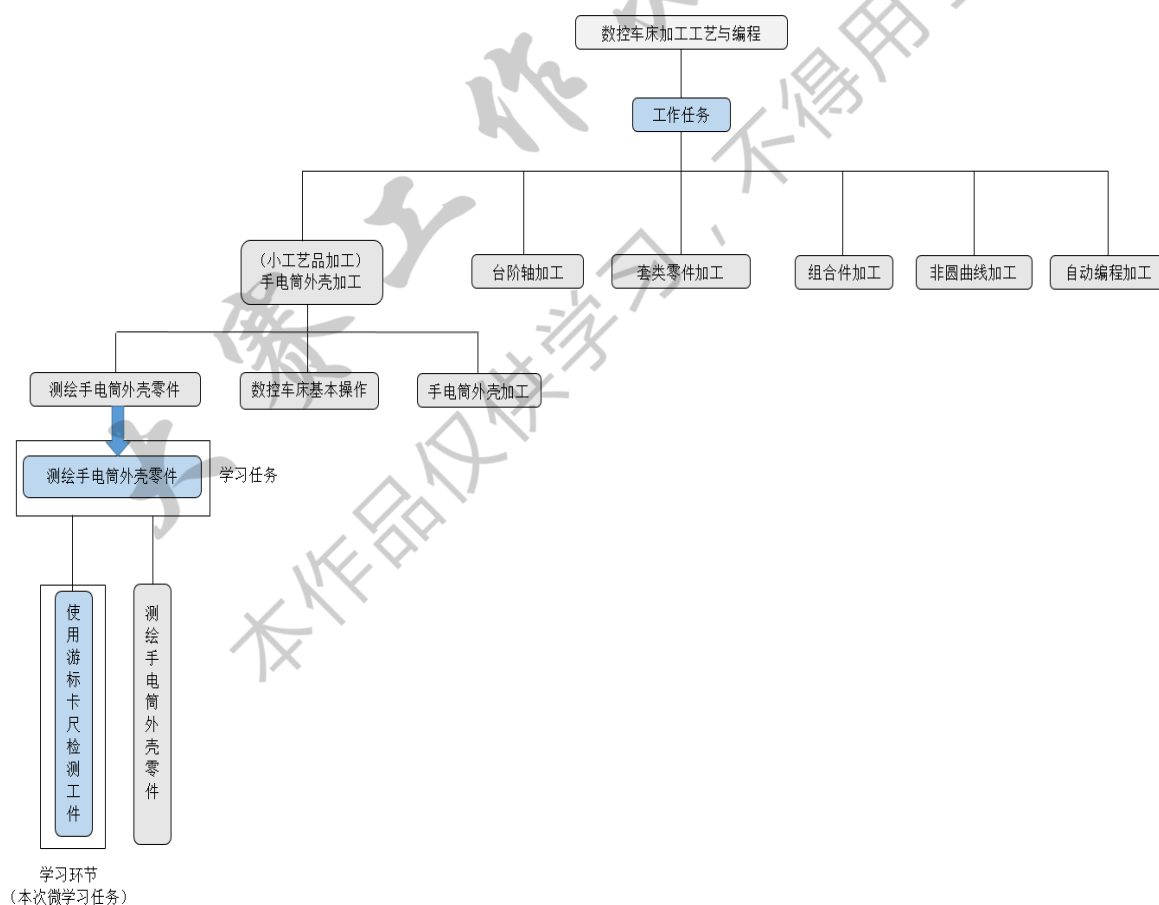 数控车床加工工艺与编程
工作任务
（小工艺品加工）
手电筒外壳加工
台阶轴加工
套类零件加工
组合件加工
非圆曲线加工
自动编程加工
测绘手电筒外壳零件
数控车床基本操作
手电筒外壳加工
测绘手电筒外壳零件
学习任务
使用游标卡尺检测工件
测绘手电筒外壳零件
学习环节
（本次微学习任务）
大赛工作
本作品仅供学习，不得用